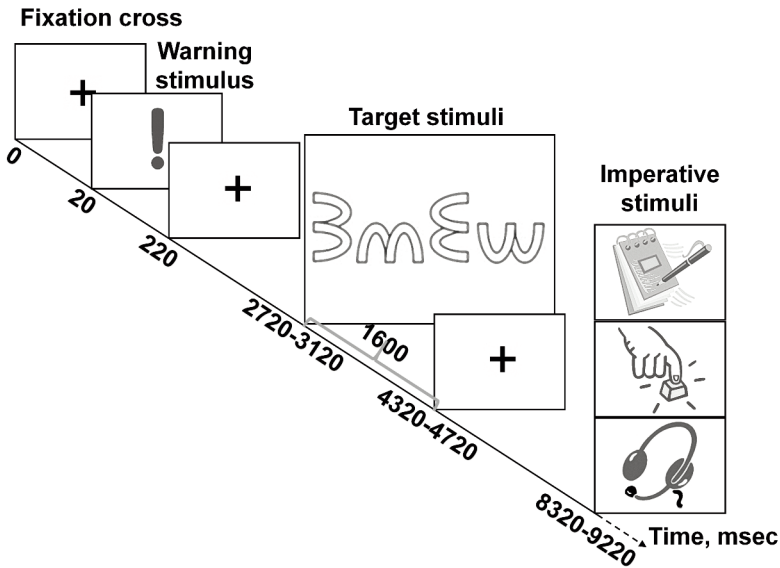 Fixation cross
Warning
stimulus
Target stimuli
Imperative
stimuli
+
!
+
3mεw
+
0
20
220
2720-3120
1600
4320-4720
8320-9220
Time, msec